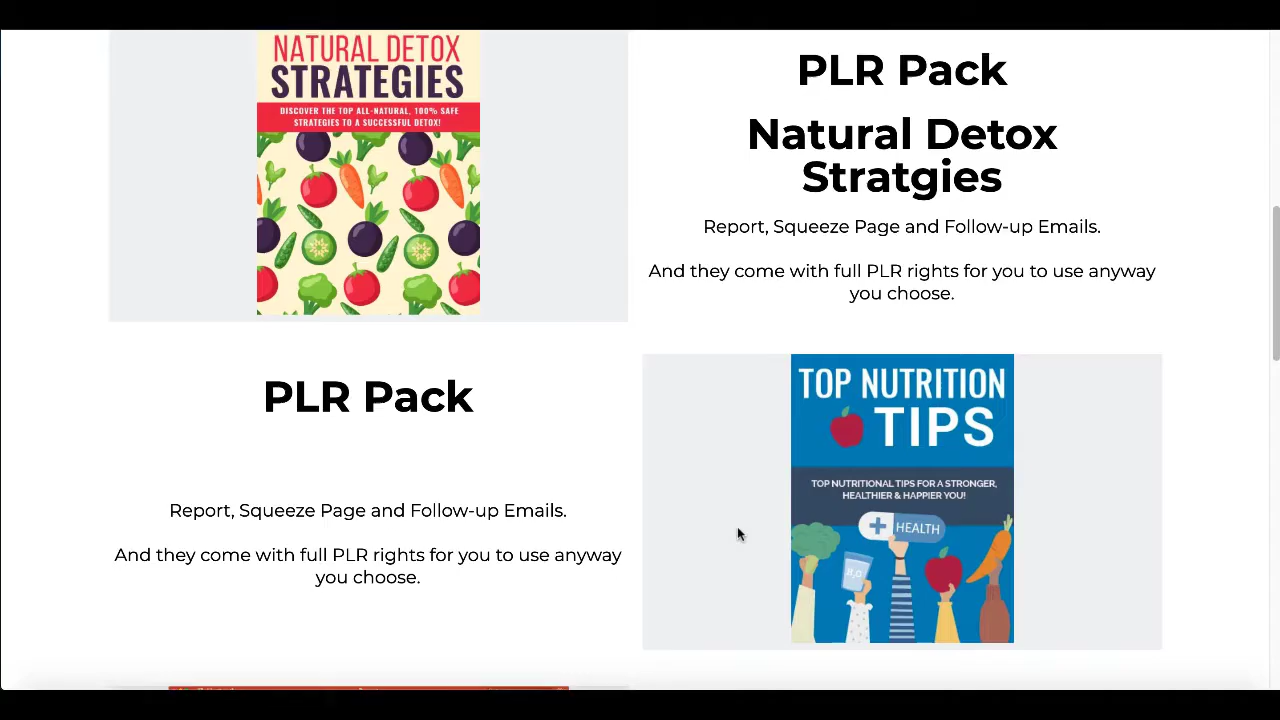 NATURAL DETOX
STRATEGIES
DISCOVER THE TOP ALL-NATURAL, 100% SAFE
STRATEGIES TO A SUCCESSFUL DETOX!
PLR Pack
Natural Detox
Stratgies
Report, Squeeze Page and Follow-up Emails.
And they come with full PLR rights for you to use anyway
you choose.
PLR Pack
Report, Squeeze Page and Follow-up Emails.
And they come with full PLR rights for you to use anyway
you choose.
TOP NUTRITION
TIPS
TOP NUTRITIONAL TIPS FOR A STRONGER,
HEALTHIER & HAPPIER YOU!
HEALTH
H₂O